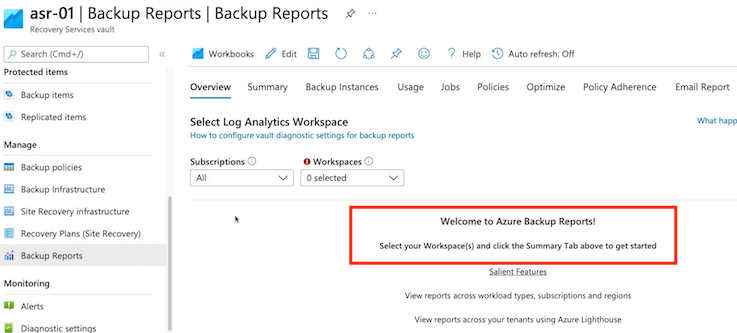 asr-01 | Backup Reports | Backup Reports
Recovery Services vault
Search (Cmd+/)
Workbooks Edit Help Auto refresh: Off
Protected items
Backup items
Replicated items
Manage
Backup policies
Backup Infrastructure
Site Recovery infrastructure
Recovery Plans (Site Recovery)
Backup Reports
Monitoring
Alerts
Diagnostic settings
Overview Summary Backup Instances Usage Jobs Policies Optimize Policy Adherence Email Report
Select Log Analytics Workspace
How to configure vault diagnostic settings for backup reports
What happ
Subscriptions Workspaces
All 0 selected
Welcome to Azure Backup Reports!
Select your Workspace(s) and click the Summary Tab above to get started
Salient Features
View reports across workload types, subscriptions and regions
View reports across your tenants using Azure Lighthouse